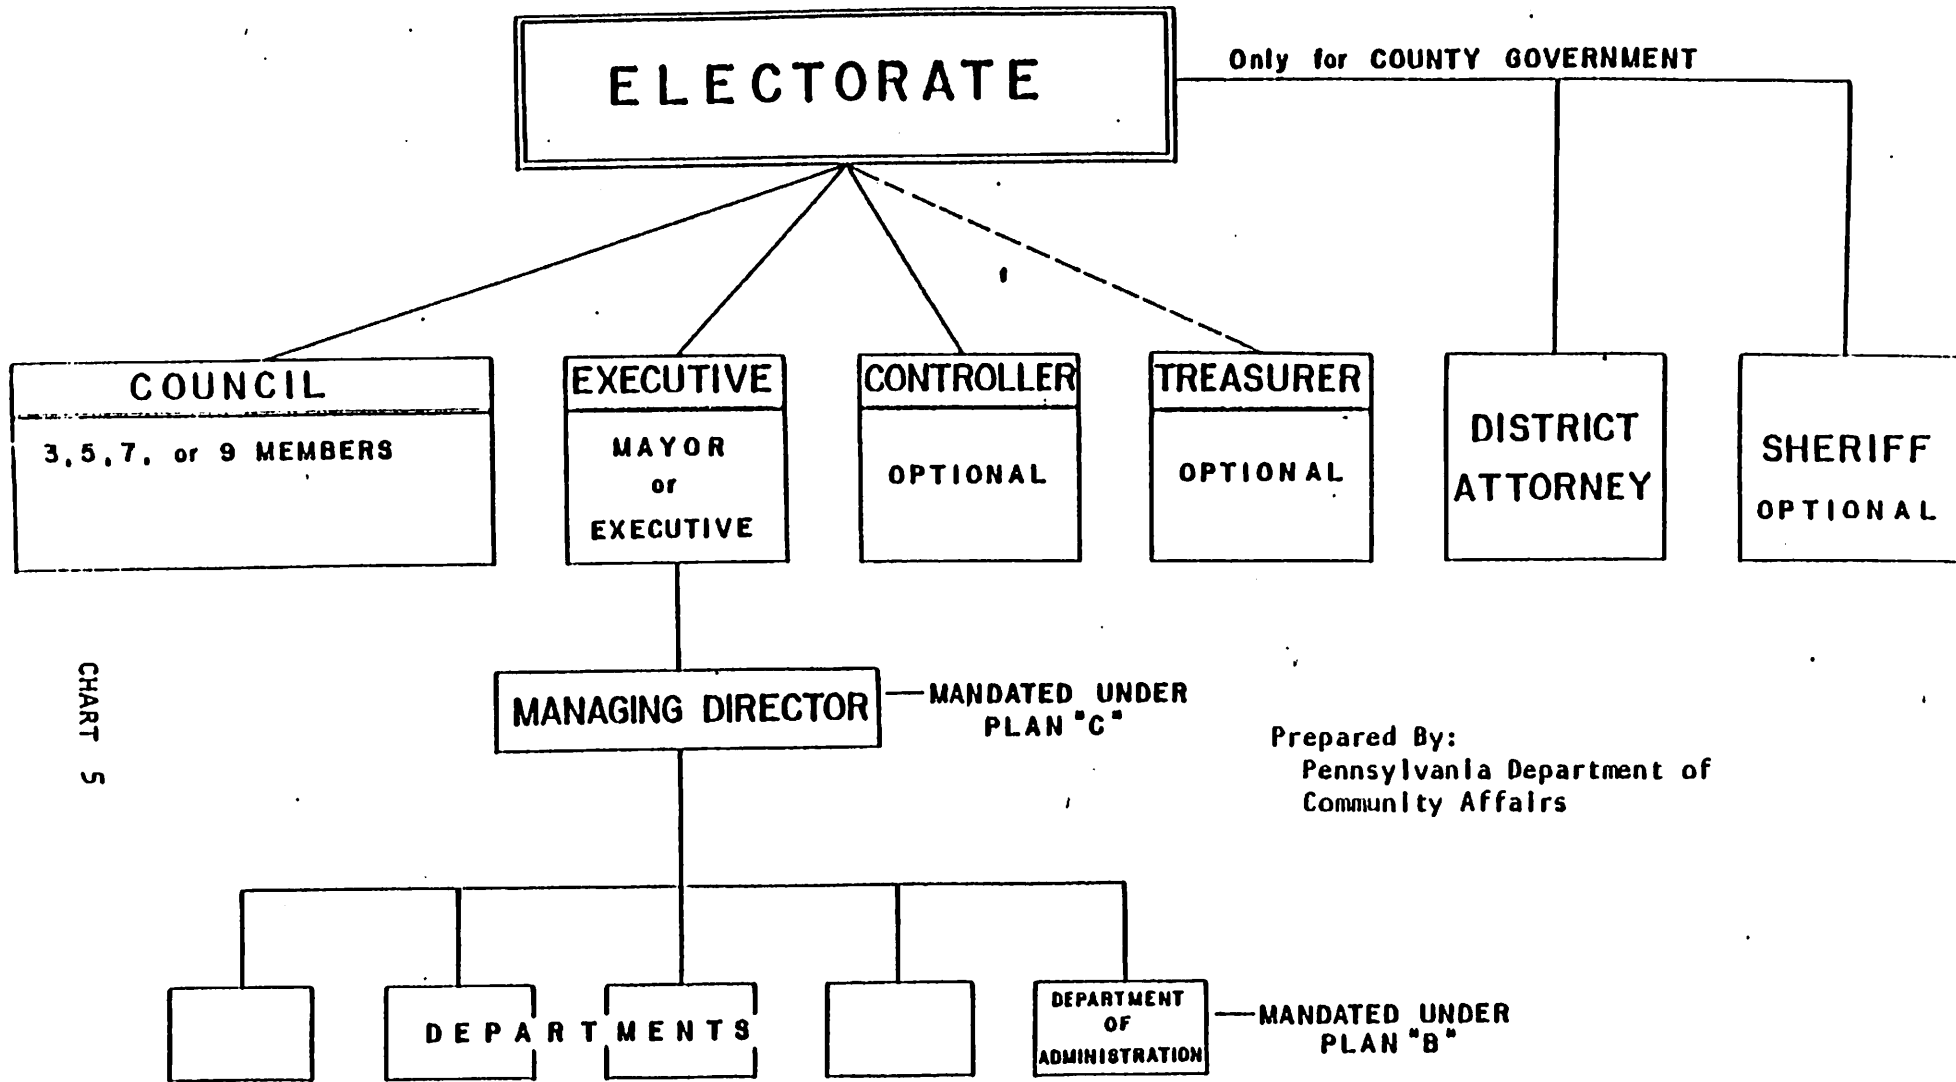 ELECTORATE
Only for COUNTY GOVERNMENT
COUNCIL
3,5,7, or 9 MEMBERS
EXECUTIVE
MAYOR
or
EXECUTIVE
CONTROLLER
OPTIONAL
TREASURER
OPTIONAL
DISTRICT
ATTORNEY
SHERIFF
OPTIONAL
MANAGING DIRECTOR
MANDATED UNDER
PLAN "C"
Prepared By:
Pennsylvania Department of
Community Affairs
CHART 5
DEPARTMENTS
DEPARTMENT
OF
ADMINISTRATION
MANDATED UNDER
PLAN "B"